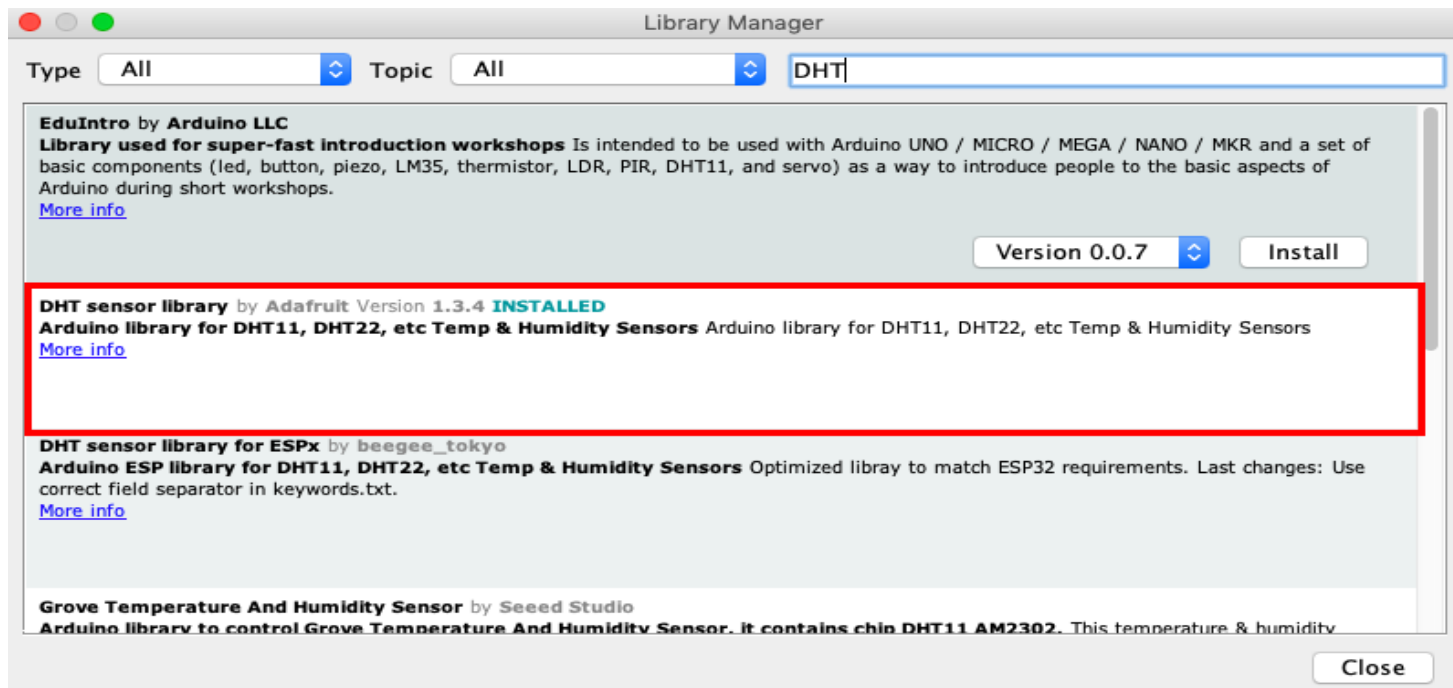 Library Manager
Type All Topic All DHT
EduIntro by Arduino LLC
Library used for super-fast introduction workshops Is intended to be used with Arduino UNO / MICRO / MEGA / NANO / MKR and a set of
basic components (led, button, piezo, LM35, thermistor, LDR, PIR, DHT11, and servo) as a way to introduce people to the basic aspects of
Arduino during short workshops.
More info
Version 0.0.7 Install
DHT sensor library by Adafruit Version 1.3.4 INSTALLED
Arduino library for DHT11, DHT22, etc Temp & Humidity Sensors Arduino library for DHT11, DHT22, etc Temp & Humidity Sensors
More info
DHT sensor library for ESPx by beegee_tokyo
Arduino ESP library for DHT11, DHT22, etc Temp & Humidity Sensors Optimized libray to match ESP32 requirements. Last changes: Use
correct field separator in keywords.txt.
More info
Grove Temperature And Humidity Sensor by Seeed Studio
Arduino library to control Grove Temperature And Humidity Sensor, it contains chip DHT11 AM2302. This temperature & humidity
Close